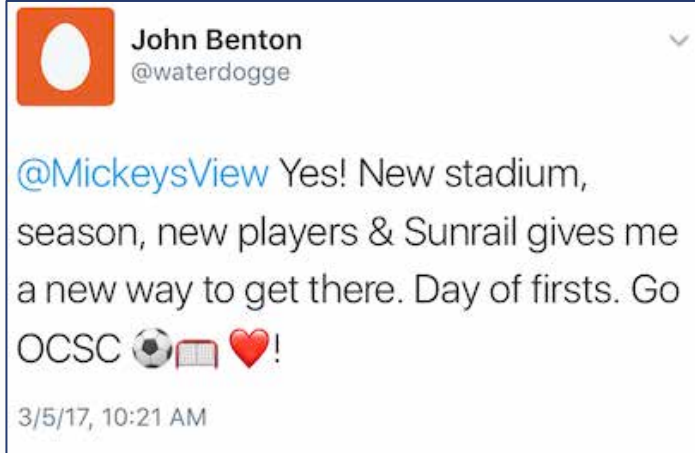 John Benton
@waterdogge
@MickeysView Yes! New stadium,
season, new players & Sunrail gives me
a new way to get there. Day of firsts. Go
OCSC ⚽🥅 ❤️!
3/5/17, 10:21 AM